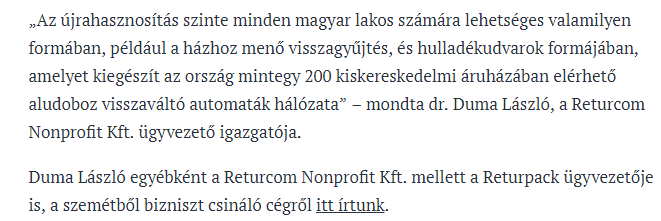 „Az újrahasznosítás szinte minden magyar lakos számára lehetséges valamilyen
formában, például a házhoz menő visszagyűjtés, és hulladékudvarok formájában,
amelyet kiegészít az ország mintegy 200 kiskereskedelmi áruházában elérhető
aludoboz visszaváltó automaták hálózata” – mondta dr. Duma László, a Returcom
Nonprofit Kft. ügyvezető igazgatója.
Duma László egyébként a Returcom Nonprofit Kft. mellett a Returpack ügyvezetője
is, a szemétből bizniszt csináló cégről itt írtunk.